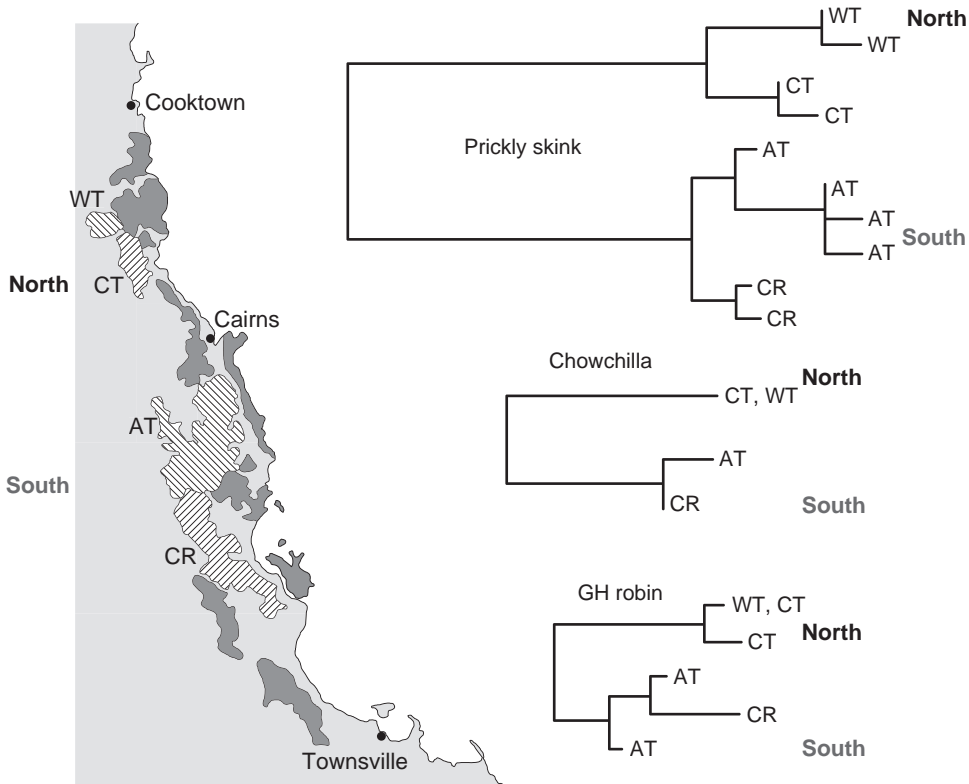 Cooktown
WT
North
CT
Cairns
AT
South
CR
Townsville
WT North
WT
CT
CT
Prickly skink
AT
AT
AT
South
AT
CR
CR
Chowchilla
North
CT, WT
AT
CR
South
GH robin
WT, CT
North
CT
AT
CR
AT
South